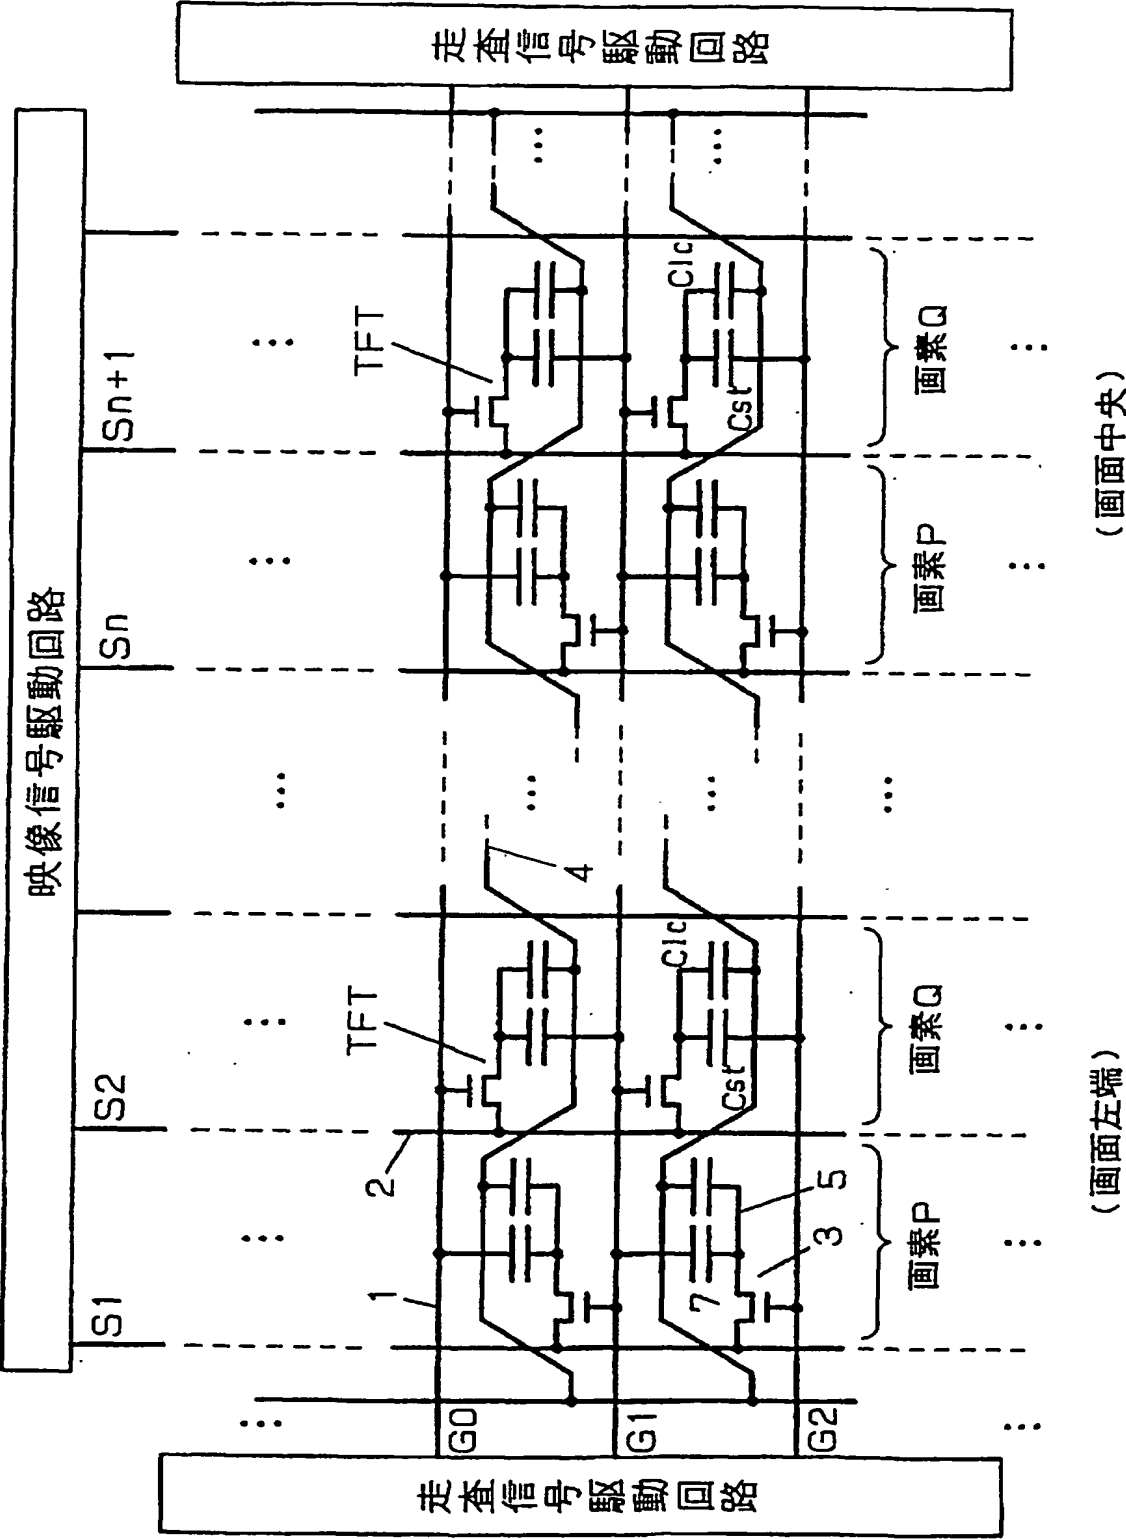 映像信号駆動回路
S1
S2
Sn
Sn+1
走査信号駆動回路
走査信号駆動回路
1
2
TFT
TFT
G0
4
G1
Clc
Clc
7
Cst
Cst
G2
3
5
画素P
画素Q
画素P
画素Q
(画面左端)
(画面中央)